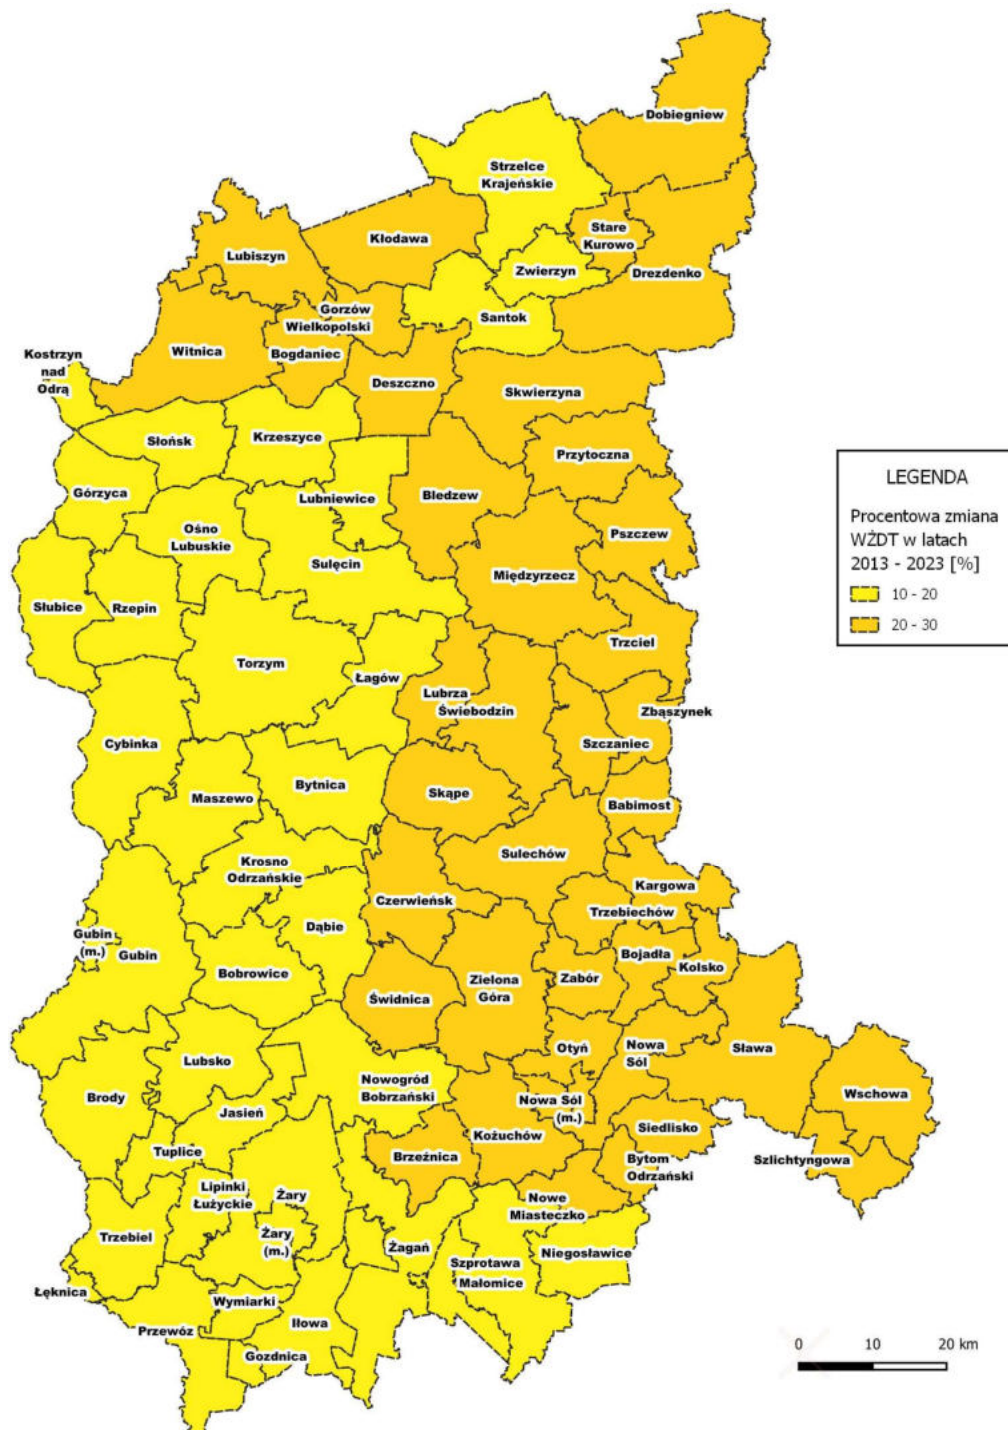 Dobiegniew
Strzelce
Krajeńskie
Stare
Kurowo
Kłodawa
Lubiszyn
Zwierzyn
Drezdenko
Gorzów
Wielkopolski
Santok
Witnica
Bogdaniec
Kostrzyn
nad
Odrą
Deszczno
Skwierzyna
Słońsk
Krzeszyce
Przytoczna
Górzyca
Lubniewice
Bledzew
Ośno
Lubuskie
Pszczew
Sulęcin
Międzyrzecz
Słubice
Rzepin
Trzciel
Torzym
Łagów
Lubrza
Świebodzin
Zbąszynek
Cybinka
Szczaniec
Bytnica
Skąpe
Maszewo
Babimost
Sulechów
Krosno
Odrzańskie
Kargowa
Czerwieńsk
Trzebiechów
Dąbie
Gubin
(m.)
Gubin
Bojadła
Kolsko
Bobrowice
Zielona
Góra
Zabór
Świdnica
Otyń
Nowa
Sól
Sława
Lubsko
Nowogród
Bobrzański
Brody
Wschowa
Nowa Sól
(m.)
Jasień
Siedlisko
Kożuchów
Tuplice
Brzeźnica
Bytom
Odrzański
Szlichtyngowa
Lipinki
Łużyckie
Żary
Nowe
Miasteczko
Trzebiel
Żary
(m.)
Żagań
Niegosławice
Szprotawa
Małomice
Łęknica
Wymiarki
Przewóz
Iłowa
Gozdnica
LEGENDA
Procentowa zmiana
WŻDT w latach
2013 - 2023 [%]
10 - 20
20 - 30
0 10 20 km